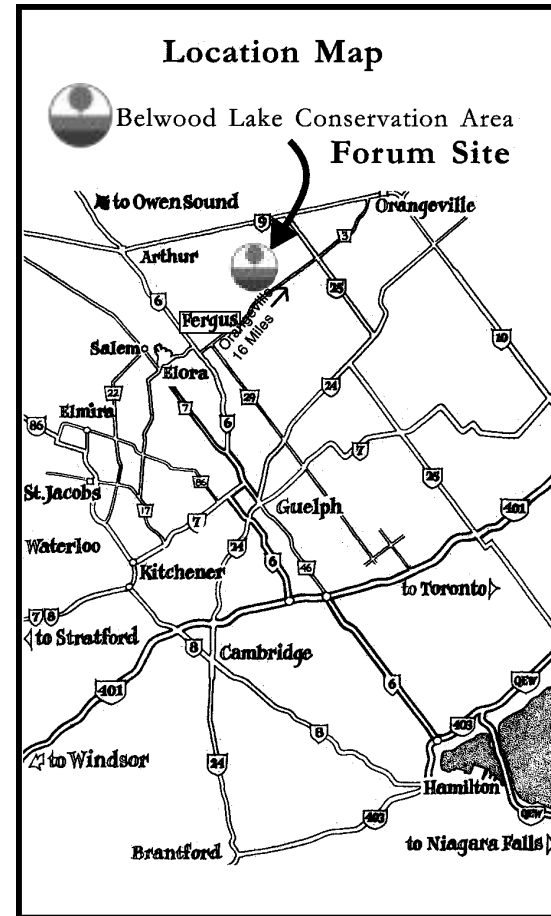 Location Map
Belwood Lake Conservation Area
Forum Site
to Owen Sound
Orangeville
9
3
Arthur
25
6
Fergus
Orangeville
16 Miles
10
Salem
Elora
24
22
7
29
6
Elmira
86
7
86
25
St. Jacobs
17
Guelph
401
7
Waterloo
24
6
46
Kitchener
to Toronto
7 8
to Stratford
8
Cambridge
6
QEW
401
403
8
24
to Windsor
Hamilton
403
QEW
Brantford
to Niagara Falls